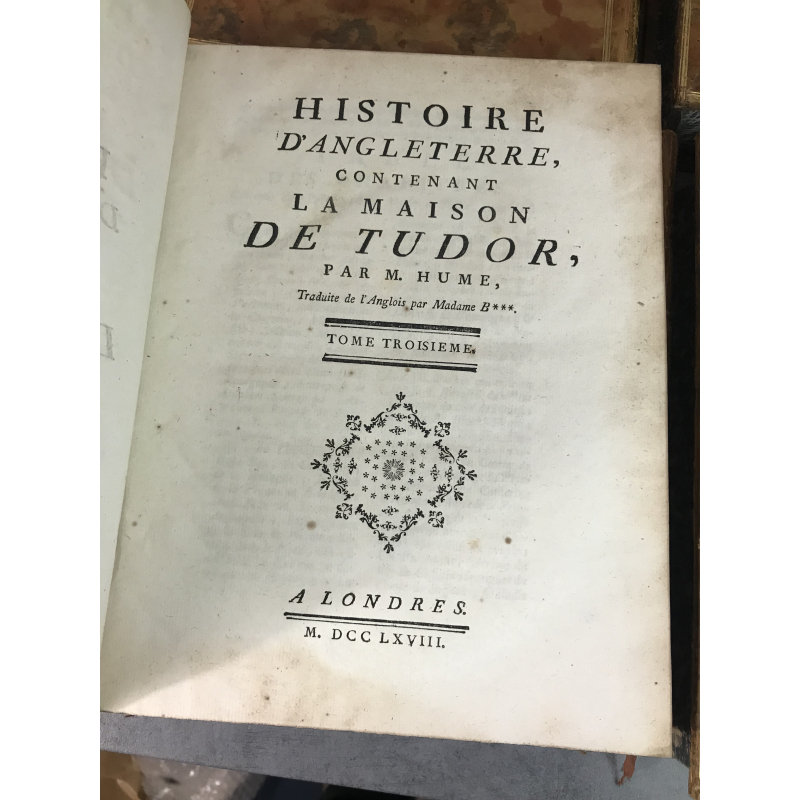 HISTOIRE
D'ANGLETERRE,
CONTENANT
LA MAISON
DE TUDOR,
PAR M. HUME,
Traduite de l'Anglois par Madame B***.
TOME TROISIEME.
A LONDRES.
M. DCC LXVIII.